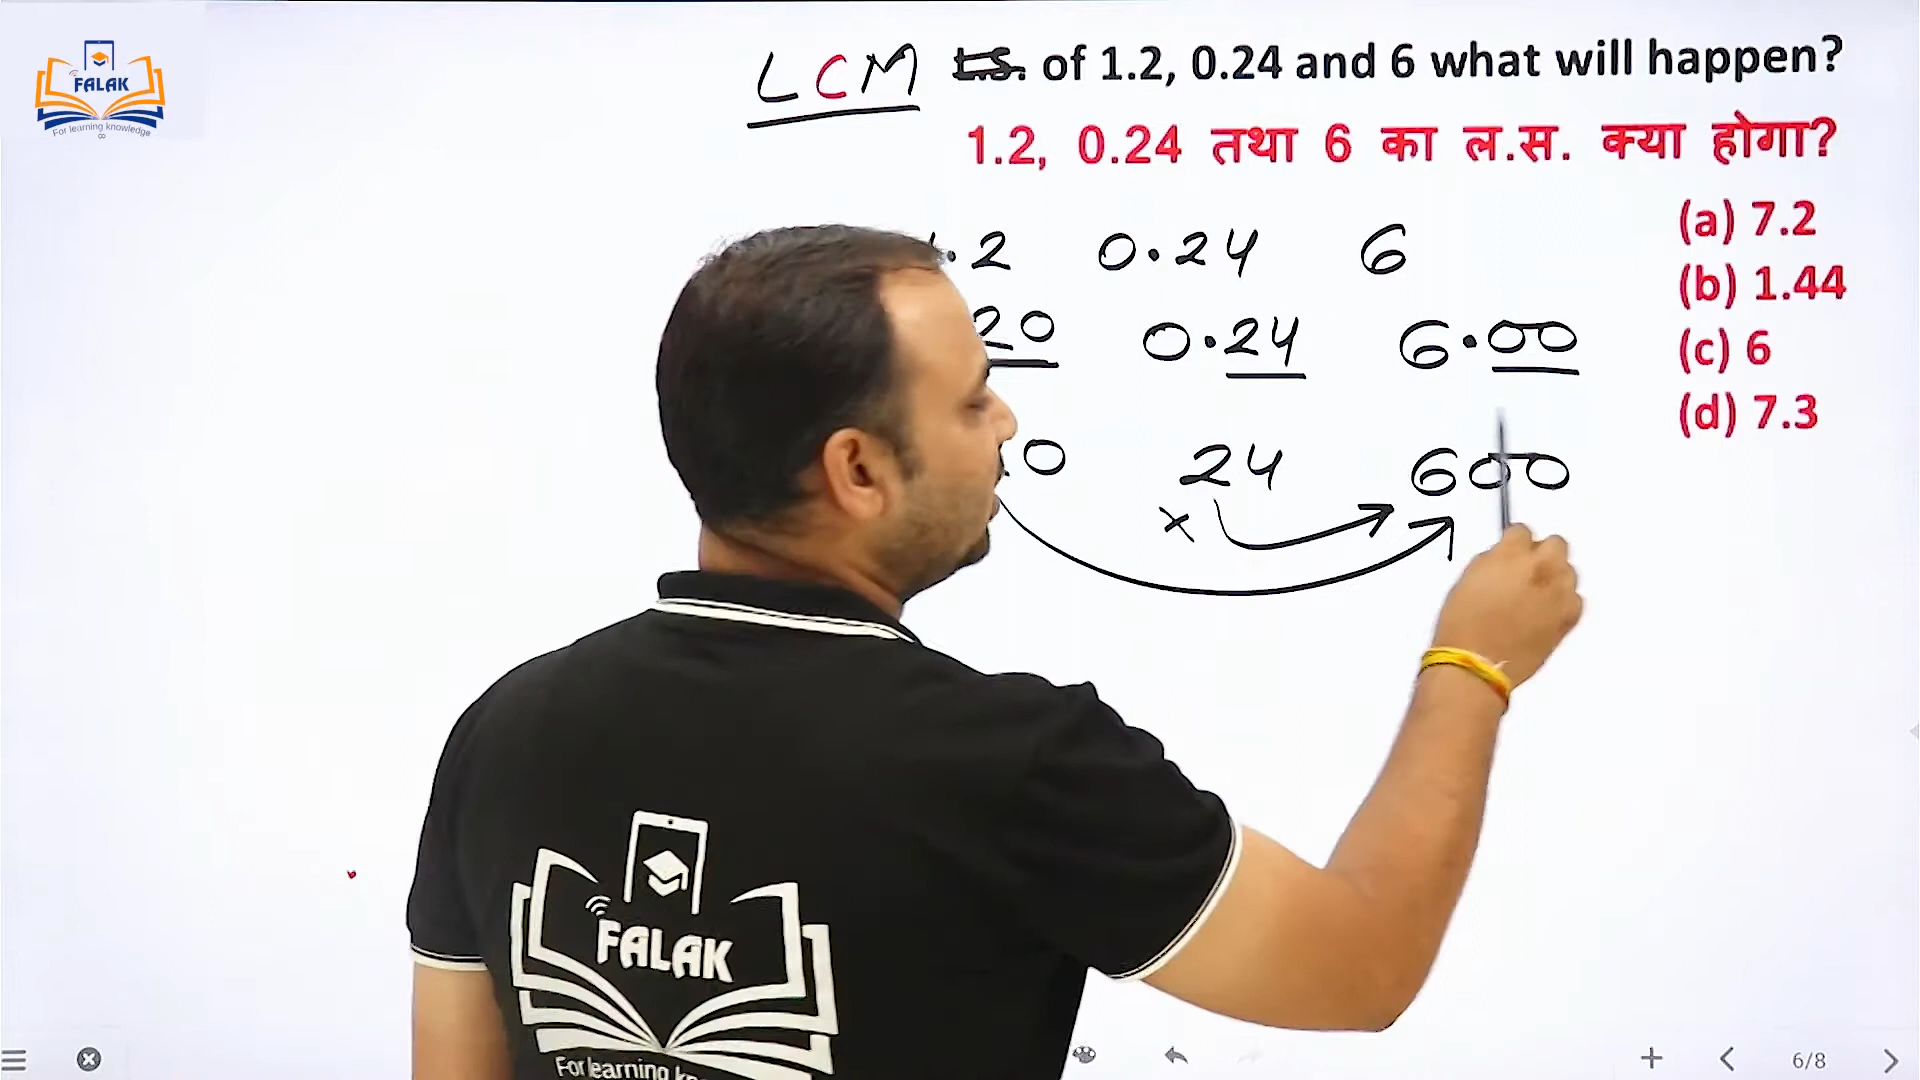 FALAK
For learning knowledge
LCM L.S. of 1.2, 0.24 and 6 what will happen?
1.2, 0.24 तथा 6 का ल.स. क्या होगा?
(a) 7.2
(b) 1.44
(c) 6
(d) 7.3
.2 0.24 6
20 0.24 6.00
0 24 600
x
FALAK
For learning
6/8